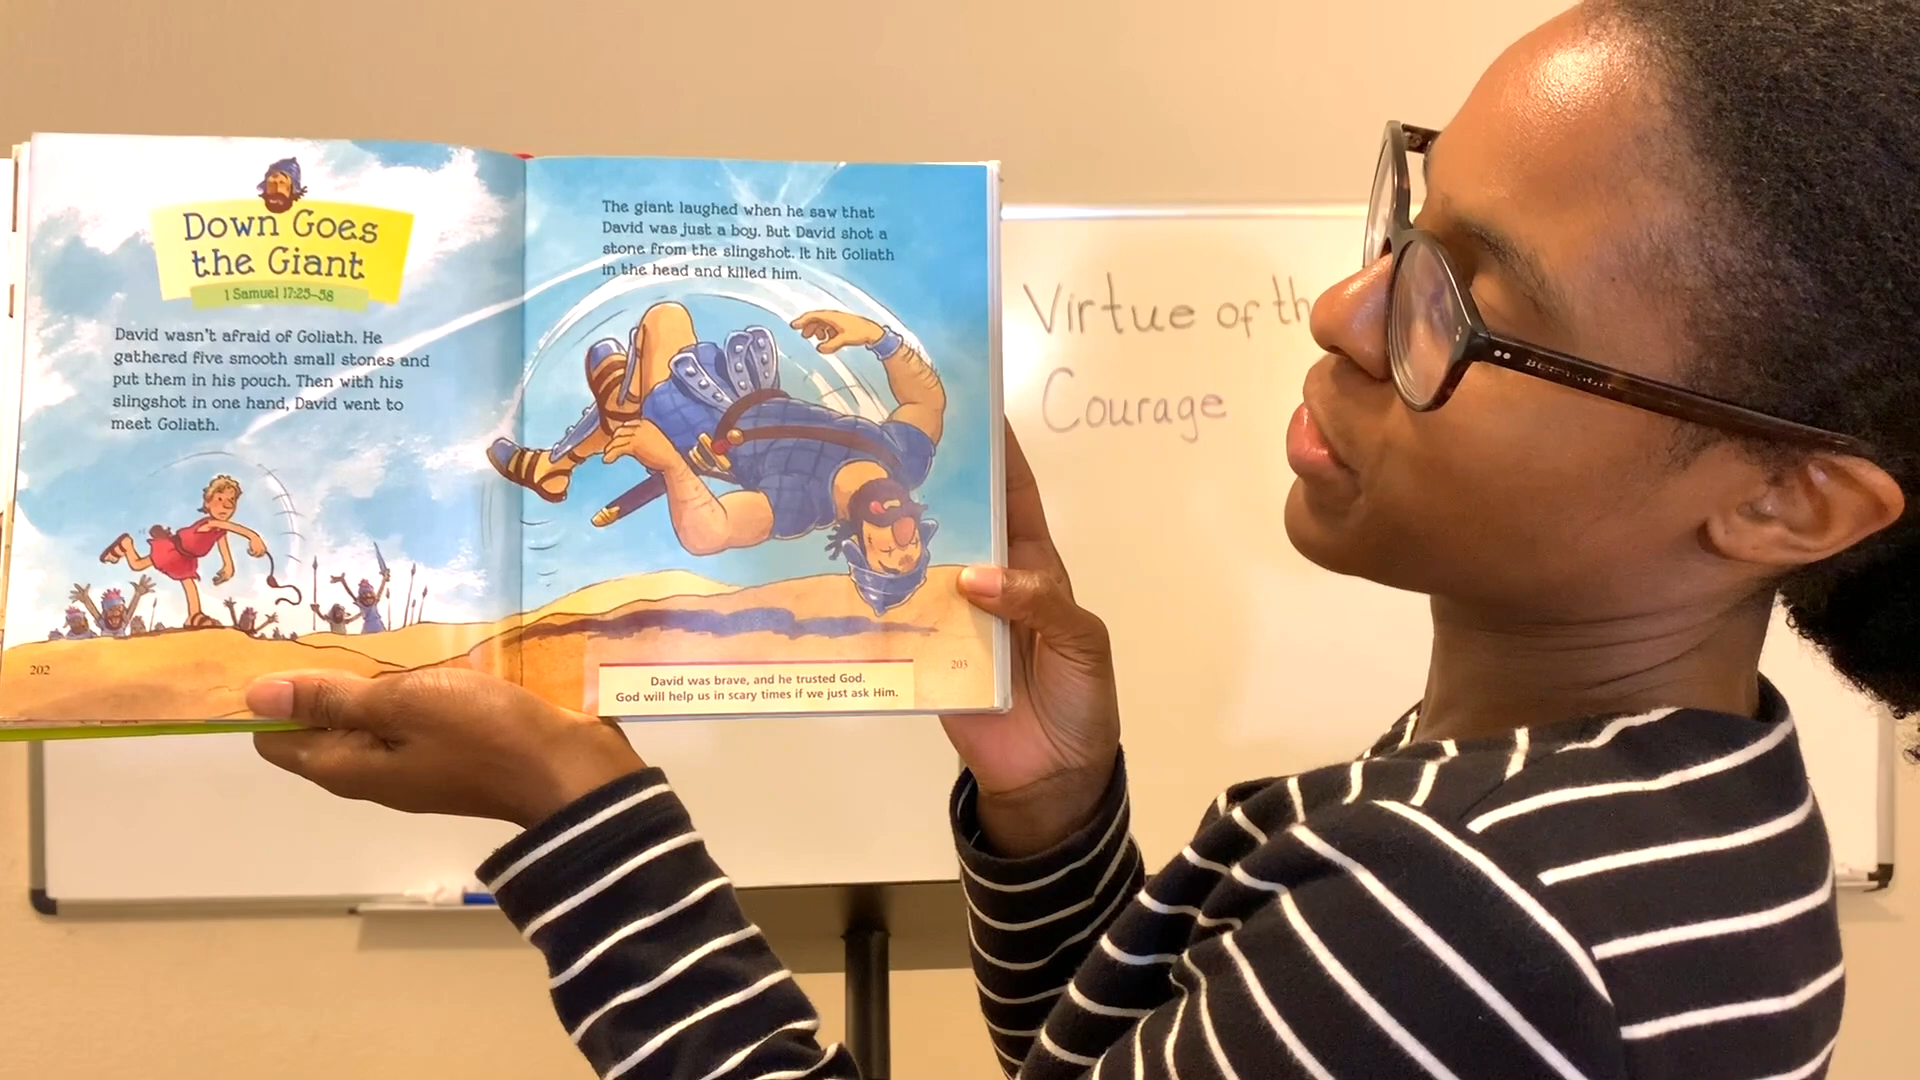 Down Goes
the Giant
1 Samuel 17:25–58
David wasn't afraid of Goliath. He
gathered five smooth small stones and
put them in his pouch. Then with his
slingshot in one hand, David went to
meet Goliath.
202
The giant laughed when he saw that
David was just a boy. But David shot a
stone from the slingshot. It hit Goliath
in the head and killed him.
David was brave, and he trusted God.
God will help us in scary times if we just ask Him.
203
Virtue of th
Courage